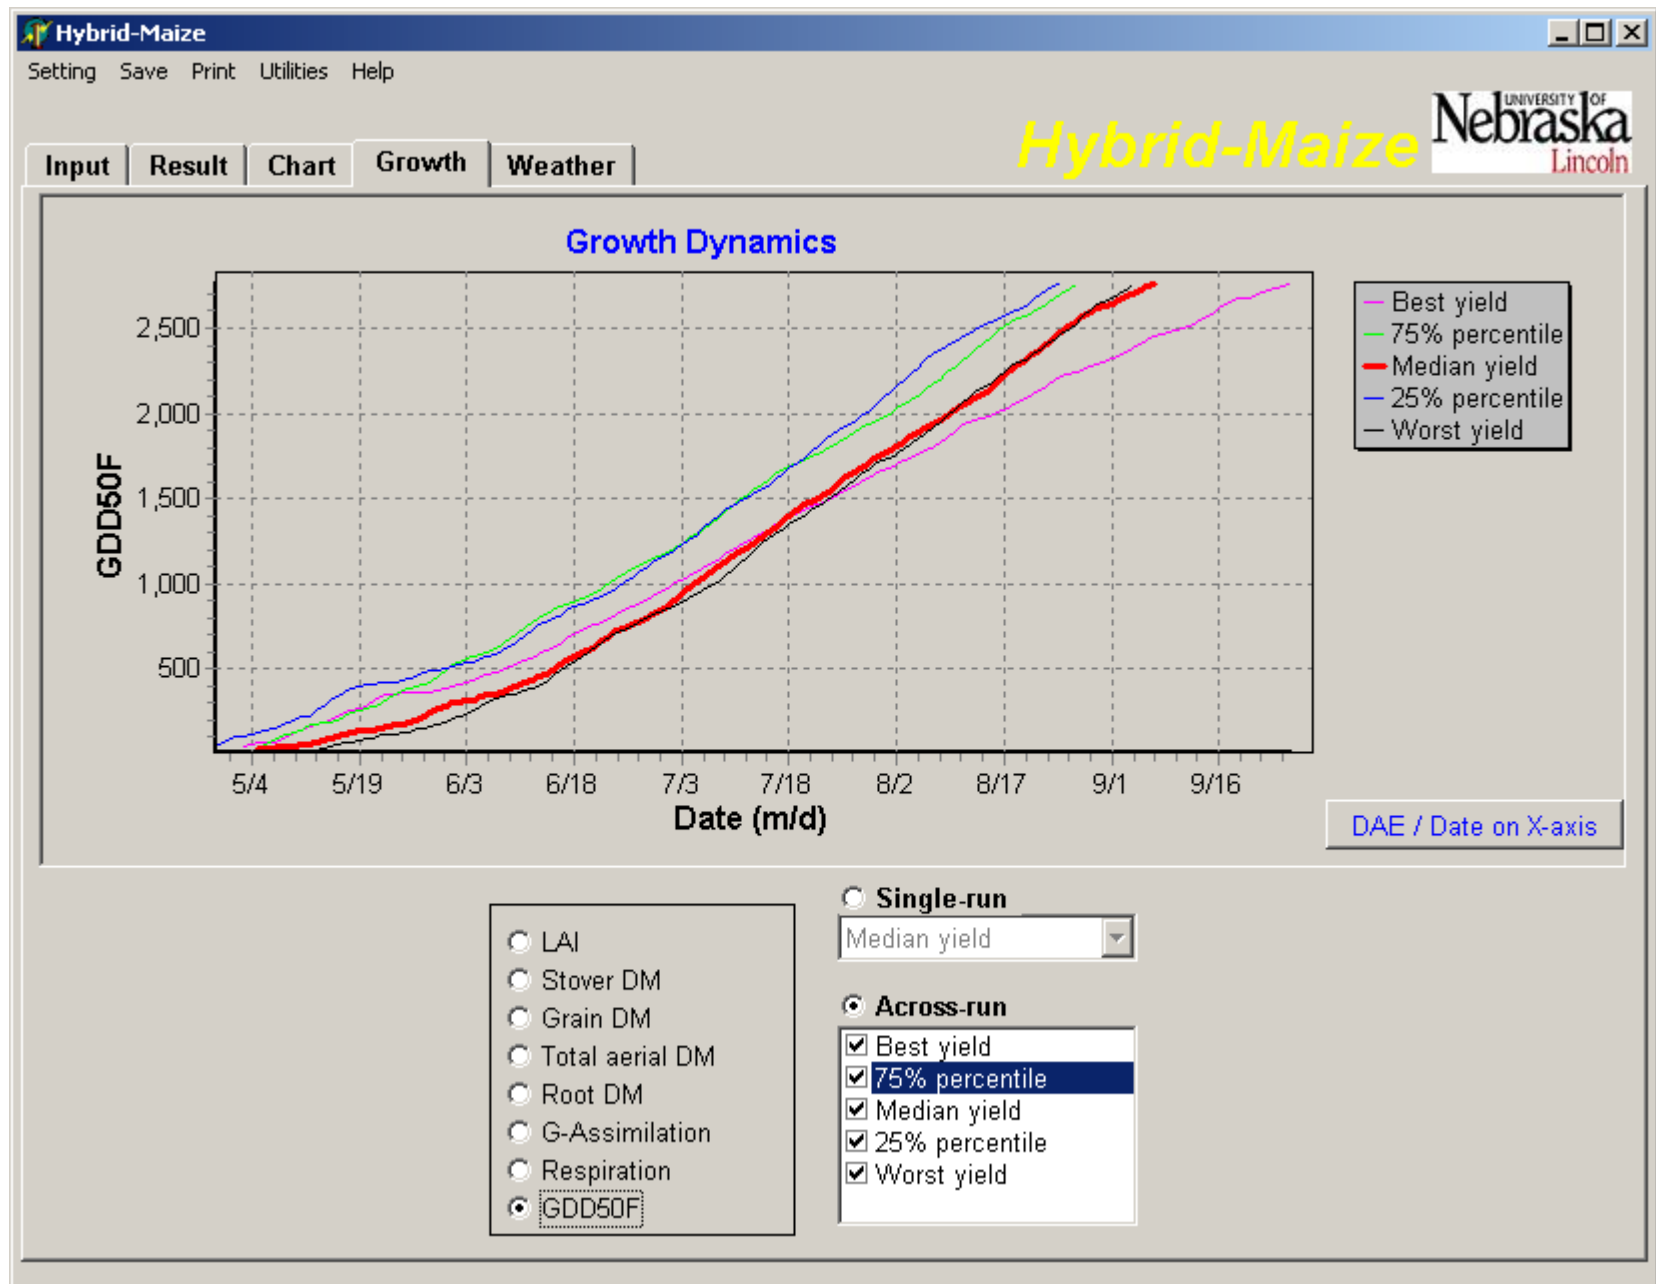 Hybrid-Maize
Setting Save Print Utilities Help
Hybrid-Maize
UNIVERSITY OF
Nebraska
Lincoln
Input Result Chart Growth Weather
Growth Dynamics
GDD50F
2,500
2,000
1,500
1,000
500
5/4 5/19 6/3 6/18 7/3 7/18 8/2 8/17 9/1 9/16
Date (m/d)
Best yield
75% percentile
Median yield
25% percentile
Worst yield
DAE / Date on X-axis
LAI
Stover DM
Grain DM
Total aerial DM
Root DM
G-Assimilation
Respiration
GDD50F
Single-run
Median yield
Across-run
Best yield
75% percentile
Median yield
25% percentile
Worst yield